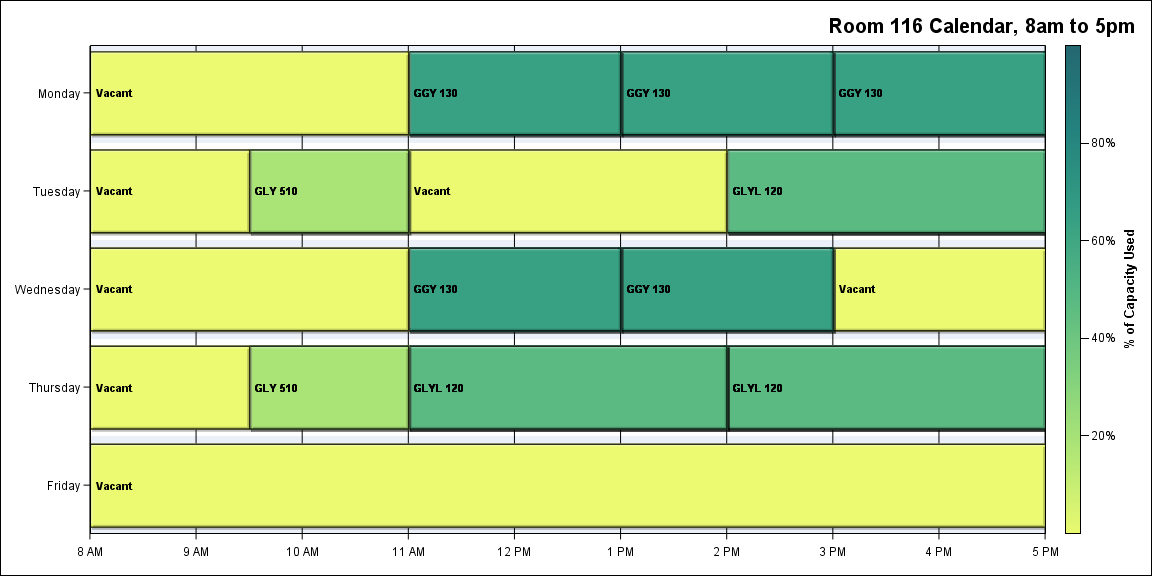 Room 116 Calendar, 8am to 5pm
Monday Vacant GGY 130 GGY 130 GGY 130
Tuesday Vacant GLY 510 Vacant GLYL 120
Wednesday Vacant GGY 130 GGY 130 Vacant
Thursday Vacant GLY 510 GLYL 120 GLYL 120
Friday Vacant
8 AM 9 AM 10 AM 11 AM 12 PM 1 PM 2 PM 3 PM 4 PM 5 PM
80%
60%
40%
20%
% of Capacity Used